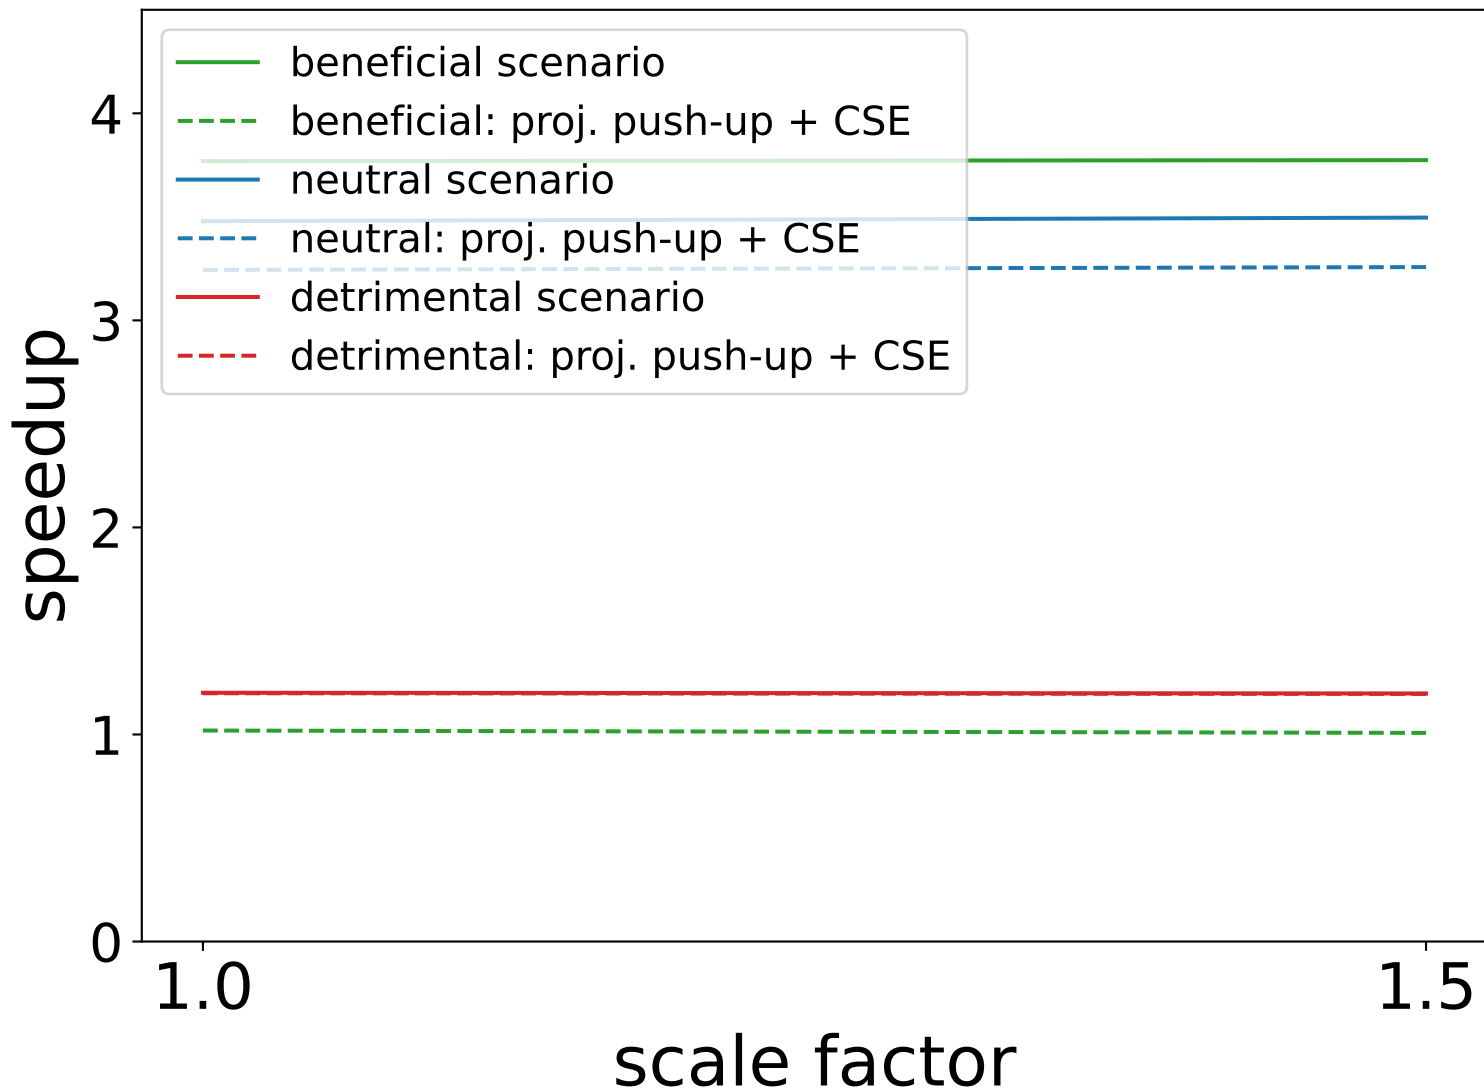 beneficial scenario
beneficial: proj. push-up + CSE
neutral scenario
neutral: proj. push-up + CSE
detrimental scenario
detrimental: proj. push-up + CSE
speedup
4
3
2
1
0
1.0 1.5
scale factor